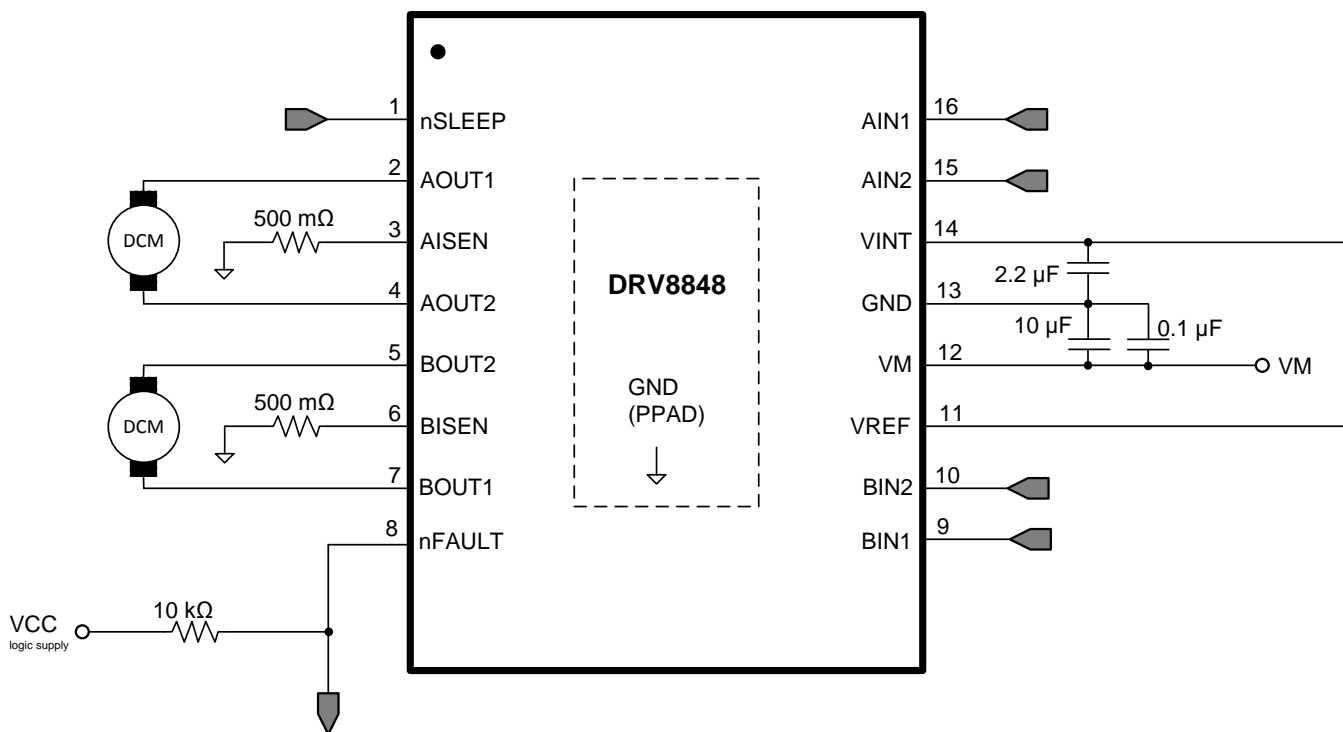 1
nSLEEP
2
AOUT1
DCM
500 mΩ
3
AISEN
4
AOUT2
5
BOUT2
DCM
500 mΩ
6
BISEN
7
BOUT1
8
nFAULT
VCC
logic supply
10 kΩ
DRV8848
GND
(PPAD)
AIN1
16
AIN2
15
VINT
14
2.2 µF
GND
13
10 µF
0.1 µF
VM
12
VM
VREF
11
BIN2
10
BIN1
9